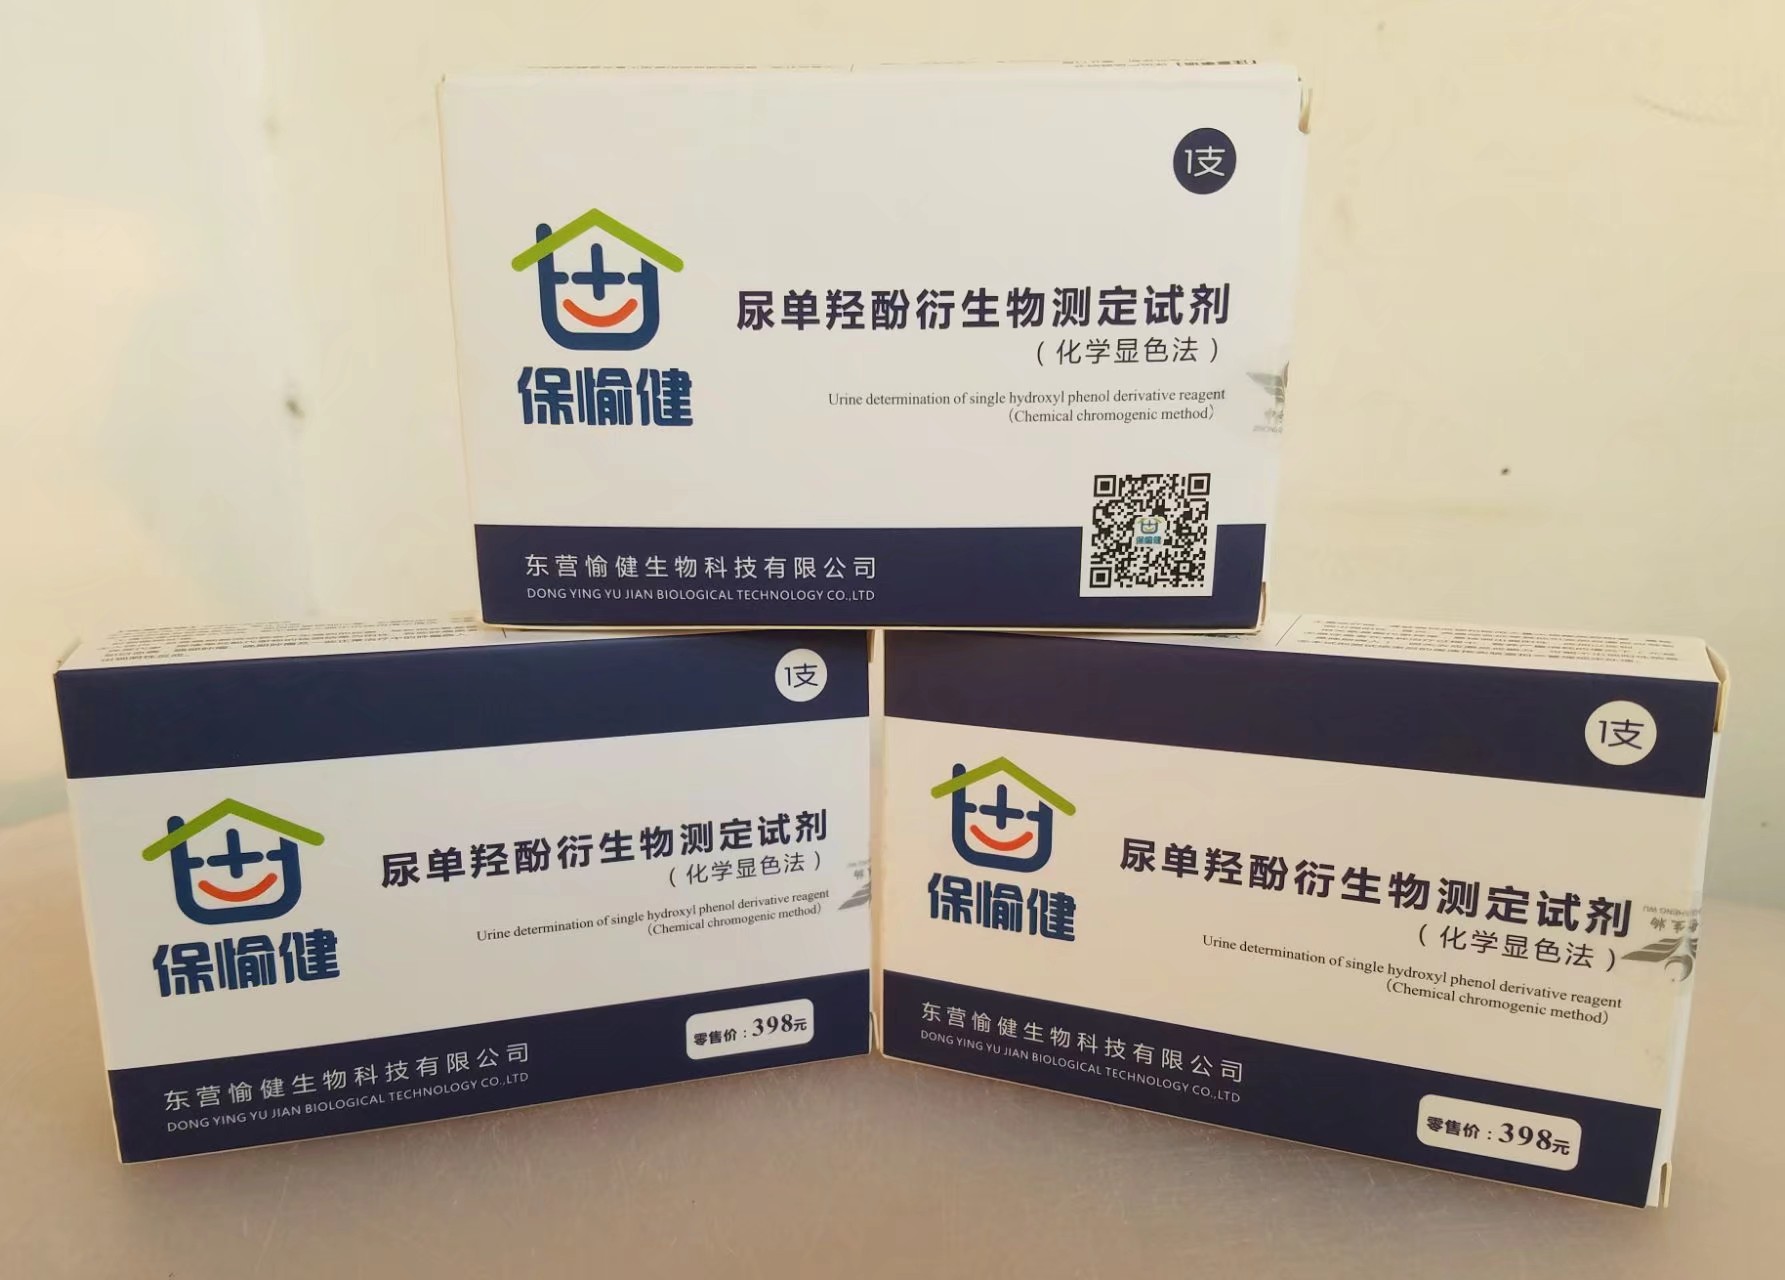 1支
保愉健
尿单羟酚衍生物测定试剂
（化学显色法）
Urine determination of single hydroxyl phenol derivative reagent
（Chemical chromogenic method）
保愉健
东营愉健生物科技有限公司
DONG YING YU JIAN BIOLOGICAL TECHNOLOGY CO.,LTD
1支
保愉健
尿单羟酚衍生物测定试剂
（化学显色法）
Urine determination of single hydroxyl phenol derivative reagent
（Chemical chromogenic method）
零售价：398元
东营愉健生物科技有限公司
DONG YING YU JIAN BIOLOGICAL TECHNOLOGY CO.,LTD
1支
保愉健
尿单羟酚衍生物测定试剂
（化学显色法）
Urine determination of single hydroxyl phenol derivative reagent
（Chemical chromogenic method）
东营愉健生物科技有限公司
DONG YING YU JIAN BIOLOGICAL TECHNOLOGY CO.,LTD
零售价：398元